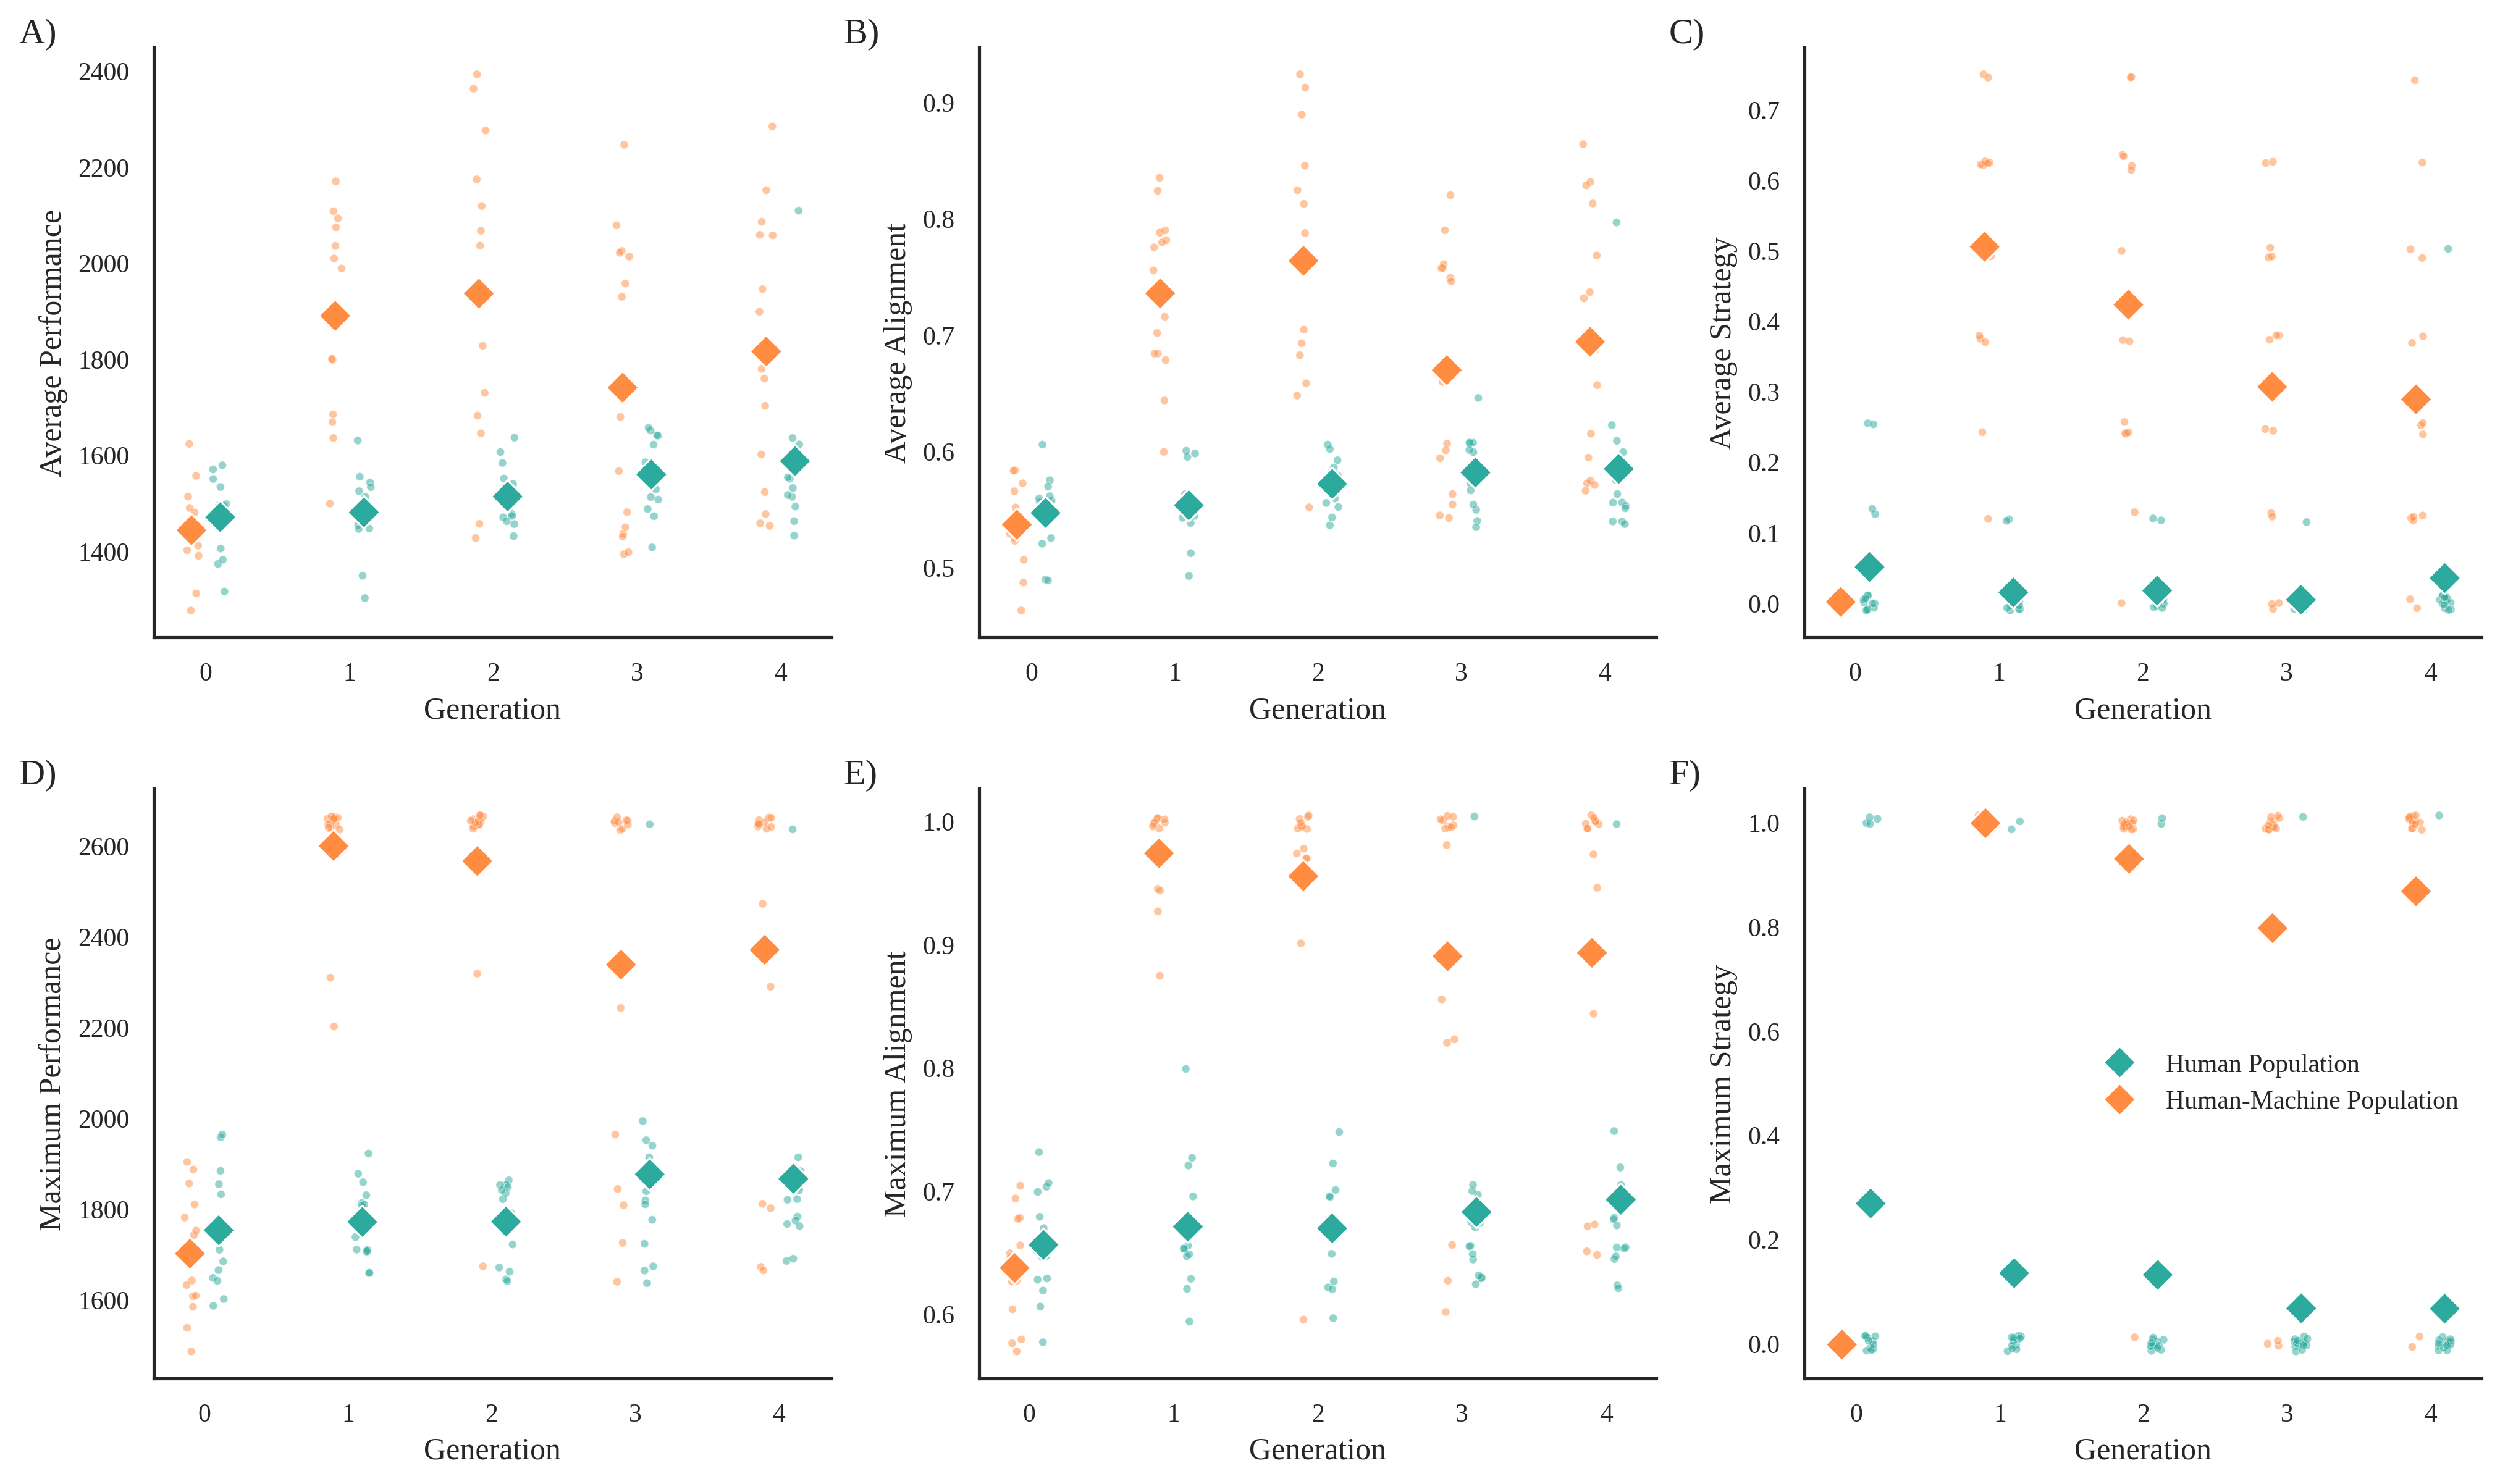 A)
2400
2200
2000
1800
1600
1400
Average Performance
0 1 2 3 4
Generation
B)
0.9
0.8
0.7
0.6
0.5
Average Alignment
0 1 2 3 4
Generation
C)
0.7
0.6
0.5
0.4
0.3
0.2
0.1
0.0
Average Strategy
0 1 2 3 4
Generation
D)
2600
2400
2200
2000
1800
1600
Maximum Performance
0 1 2 3 4
Generation
E)
1.0
0.9
0.8
0.7
0.6
Maximum Alignment
0 1 2 3 4
Generation
F)
1.0
0.8
0.6
0.4
0.2
0.0
Maximum Strategy
Human Population
Human-Machine Population
0 1 2 3 4
Generation